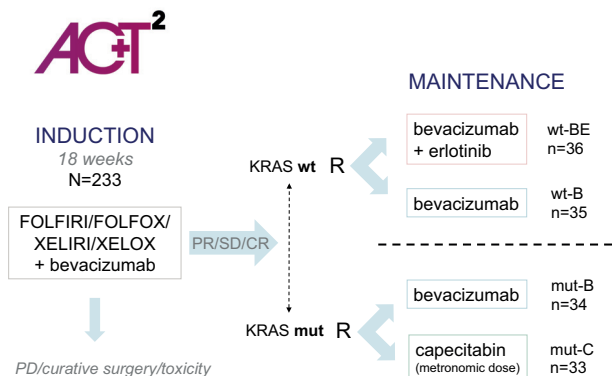 ACT2
INDUCTION
18 weeks
N=233
FOLFIRI/FOLFOX/
XELIRI/XELOX
+ bevacizumab
PD/curative surgery/toxicity
PR/SD/CR
KRAS wt R
KRAS mut R
MAINTENANCE
bevacizumab
+ erlotinib
wt-BE
n=36
bevacizumab
wt-B
n=35
bevacizumab
mut-B
n=34
capecitabin
(metronomic dose)
mut-C
n=33